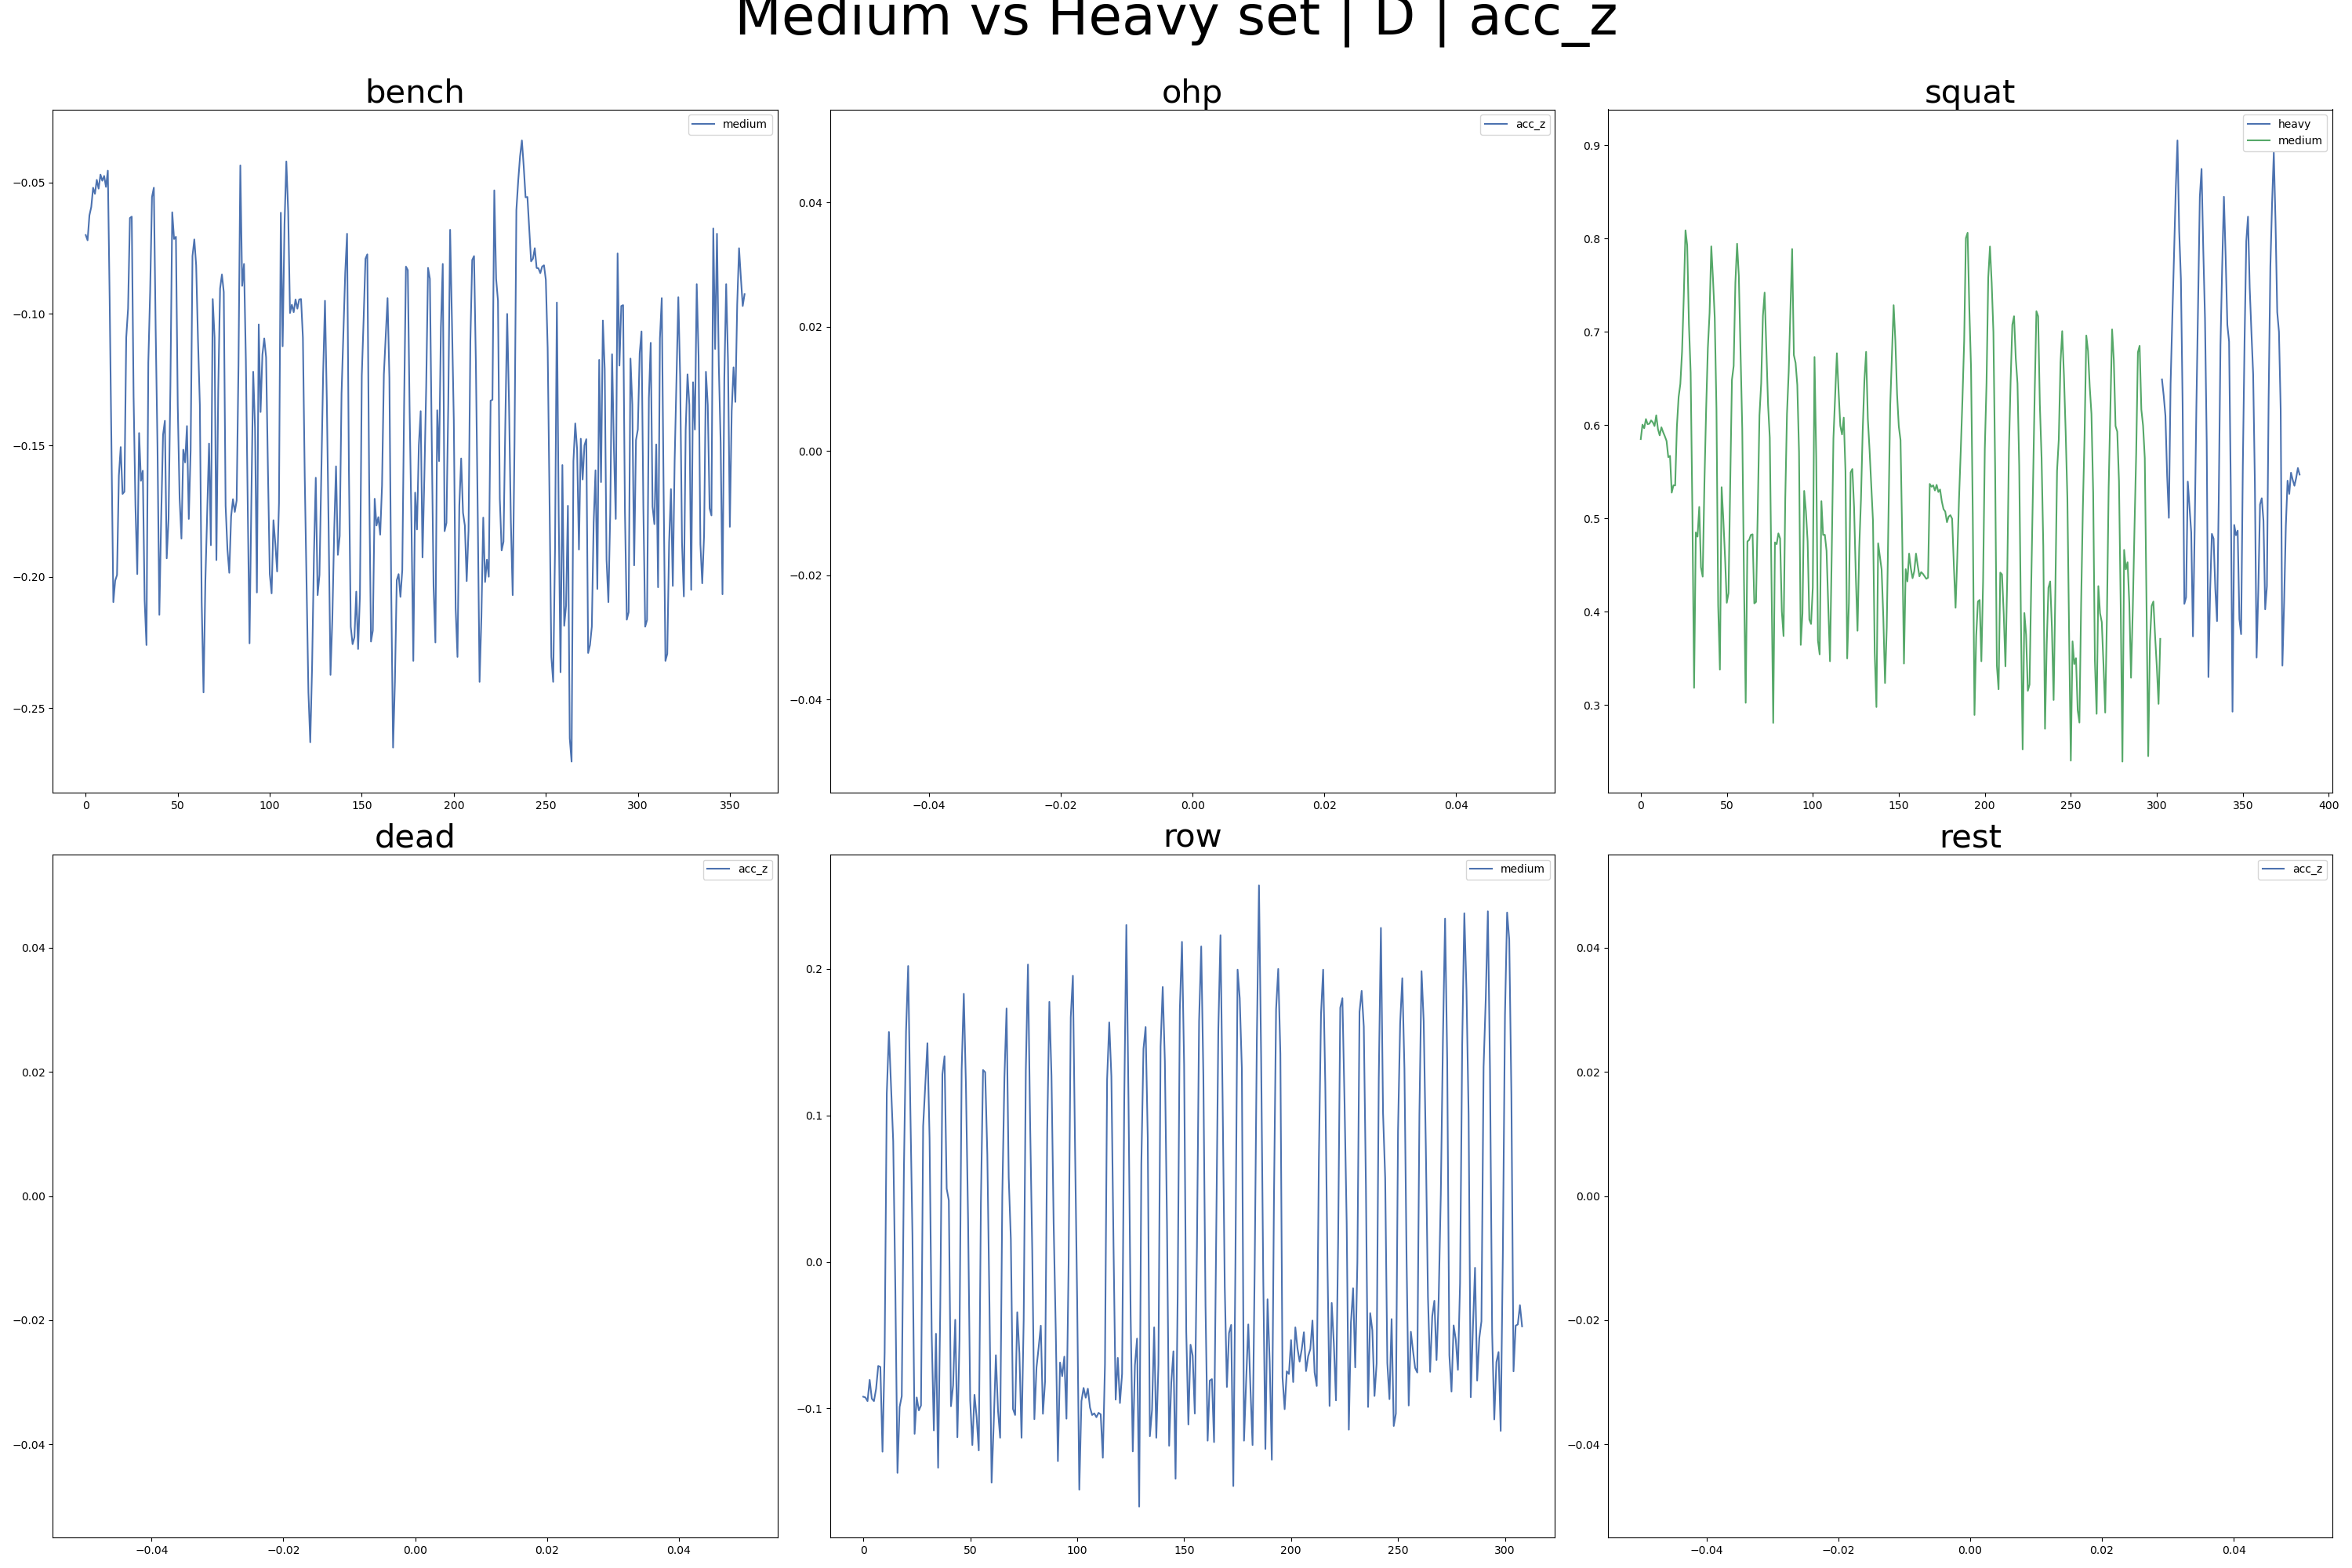 Medium vs Heavy set | D | acc_z
bench
ohp
squat
medium
acc_z
heavy
medium
−0.05
−0.10
−0.15
−0.20
−0.25
0 50 100 150 200 250 300 350
0.04
0.02
0.00
−0.02
−0.04
−0.04 −0.02 0.00 0.02 0.04
0.9
0.8
0.7
0.6
0.5
0.4
0.3
0 50 100 150 200 250 300 350 400
dead
row
rest
acc_z
medium
acc_z
0.04
0.02
0.00
−0.02
−0.04
−0.04 −0.02 0.00 0.02 0.04
0.2
0.1
0.0
−0.1
0 50 100 150 200 250 300
0.04
0.02
0.00
−0.02
−0.04
−0.04 −0.02 0.00 0.02 0.04